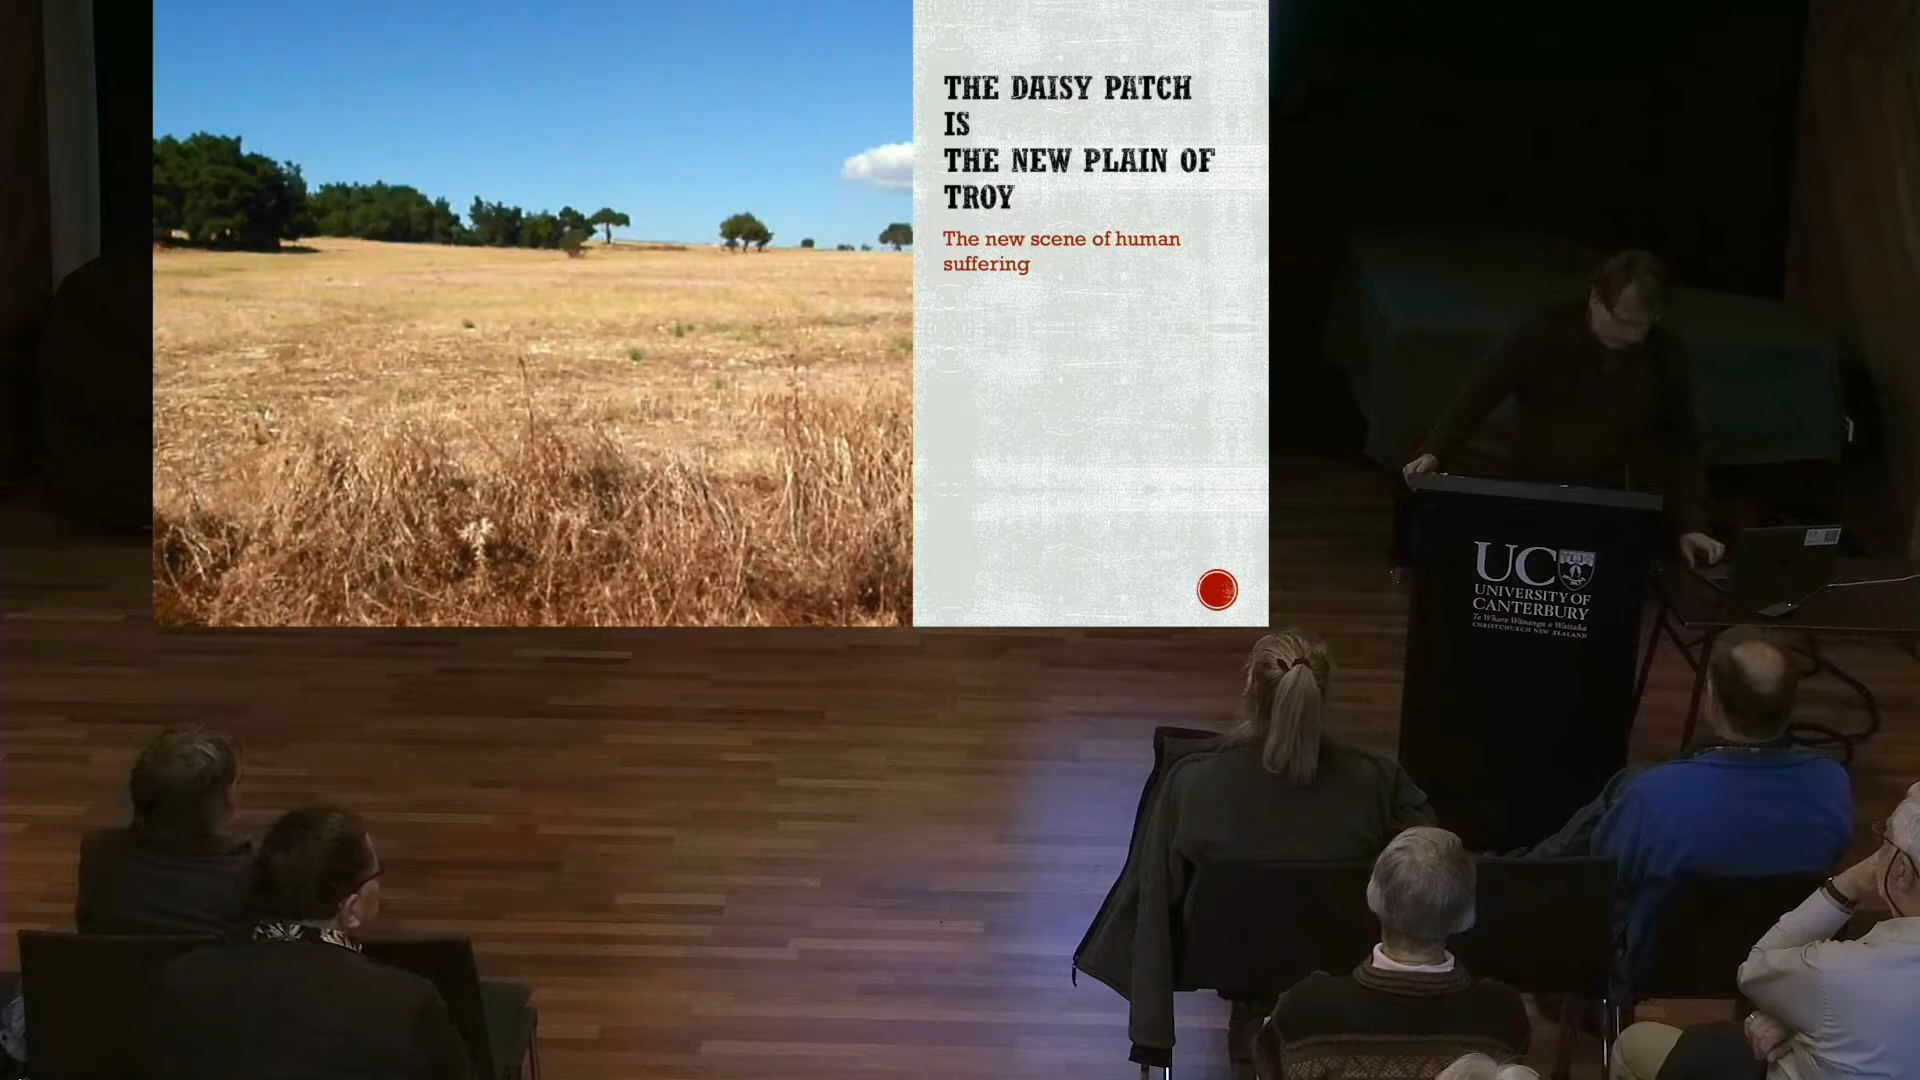 THE DAISY PATCH
IS
THE NEW PLAIN OF
TROY
The new scene of human
suffering
UC
UNIVERSITY OF
CANTERBURY
Te Whare Wānanga o Waitaha
CHRISTCHURCH NEW ZEALAND